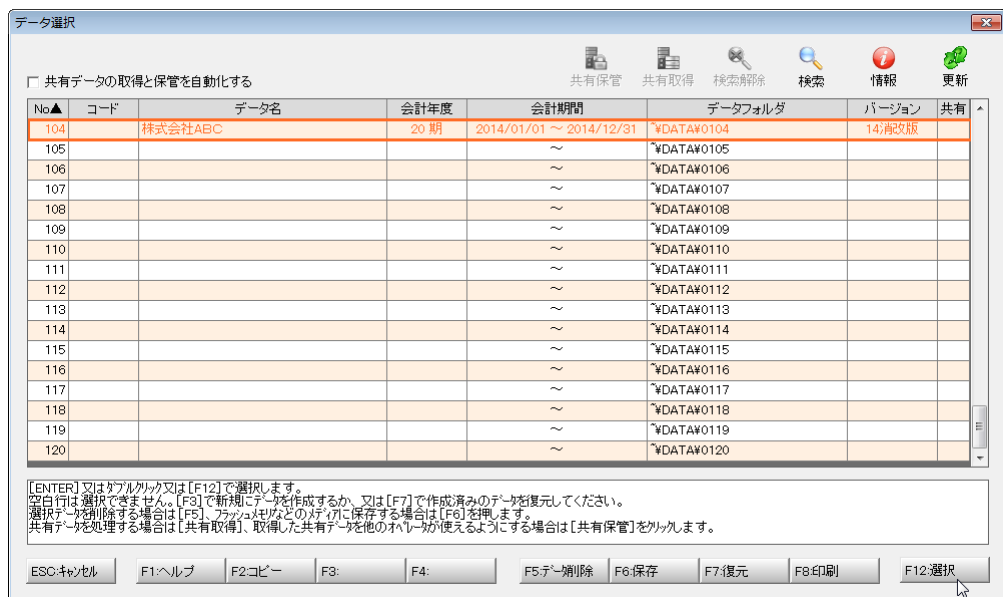 データ選択
共有データの取得と保管を自動化する
共有保管 共有取得 検索解除 検索 情報 更新
No▲ コード データ名 会計年度 会計期間 データフォルダ バージョン 共有
104 株式会社ABC 20 期 2014/01/01 ～ 2014/12/31 ~¥DATA¥0104 14消改版
105 ～ ~¥DATA¥0105
106 ～ ~¥DATA¥0106
107 ～ ~¥DATA¥0107
108 ～ ~¥DATA¥0108
109 ～ ~¥DATA¥0109
110 ～ ~¥DATA¥0110
111 ～ ~¥DATA¥0111
112 ～ ~¥DATA¥0112
113 ～ ~¥DATA¥0113
114 ～ ~¥DATA¥0114
115 ～ ~¥DATA¥0115
116 ～ ~¥DATA¥0116
117 ～ ~¥DATA¥0117
118 ～ ~¥DATA¥0118
119 ～ ~¥DATA¥0119
120 ～ ~¥DATA¥0120
[ENTER]又はダブルクリック又は[F12]で選択します。
空白行は選択できません。[F3]で新規にデータを作成するか、又は[F7]で作成済みのデータを復元してください。
選択データを削除する場合は[F5]、フラッシュメモリなどのメディアに保存する場合は[F6]を押します。
共有データを処理する場合は[共有取得]、取得した共有データを他のオペレータが使えるようにする場合は[共有保管]をクリックします。
ESC:キャンセル F1:ヘルプ F2:コピー F3: F4: F5:データ削除 F6:保存 F7:復元 F8:印刷 F12:選択